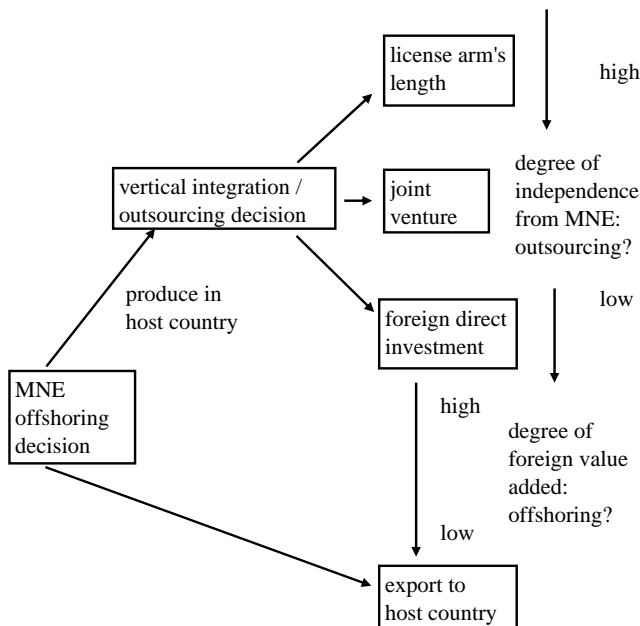 license arm's
length
high
vertical integration /
outsourcing decision
joint
venture
degree of
independence
from MNE:
outsourcing?
produce in
host country
foreign direct
investment
low
MNE
offshoring
decision
high
degree of
foreign value
added:
offshoring?
low
export to
host country